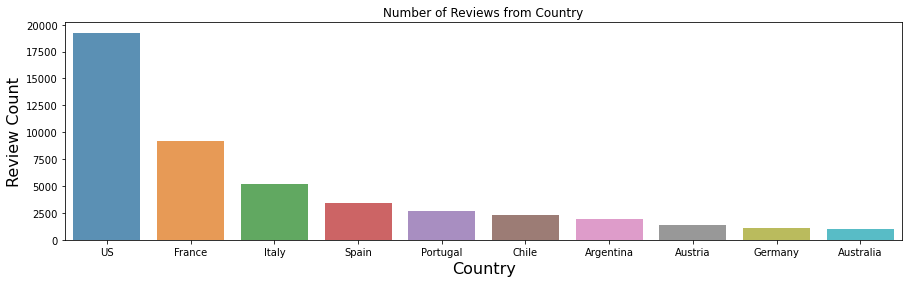 Number of Reviews from Country
Review Count
20000
17500
15000
12500
10000
7500
5000
2500
0
US France Italy Spain Portugal Chile Argentina Austria Germany Australia
Country